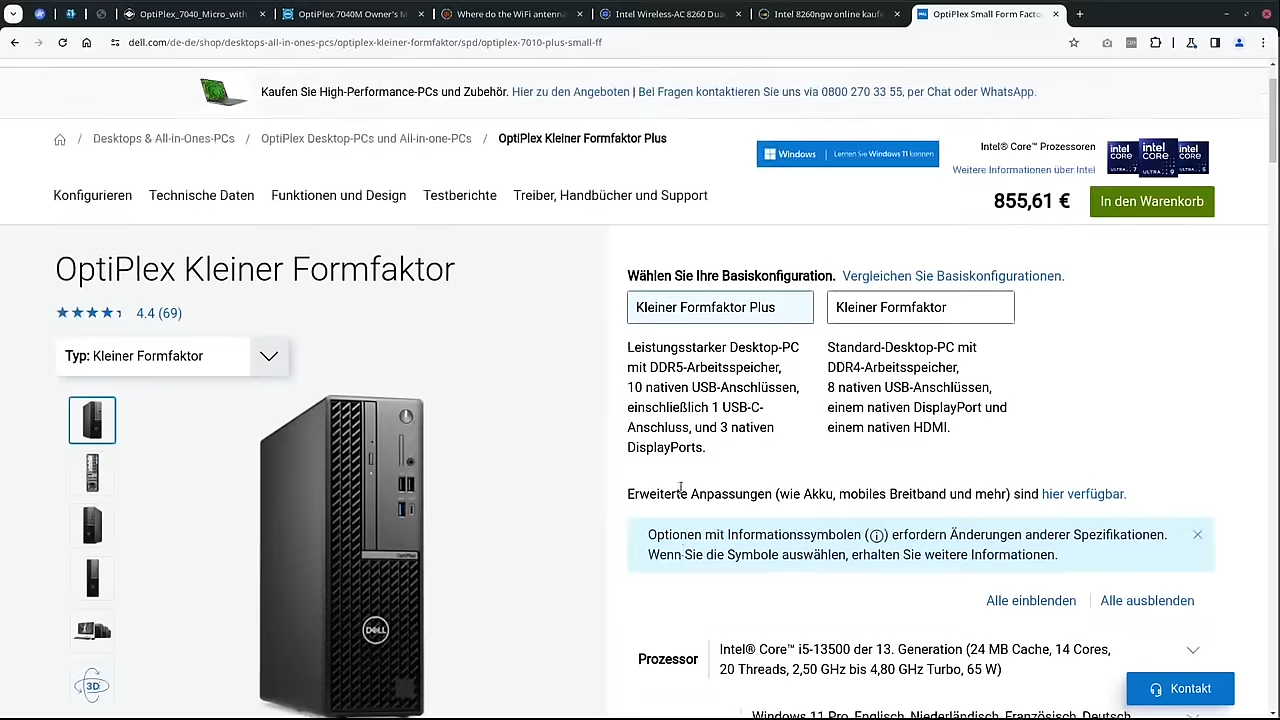 OptiPlex_7040_Micro_with
OptiPlex 7040M Owner's M
Where do the WiFi antenna
Intel Wireless-AC 8260 Dua
Intel 8260ngw online kauf
OptiPlex Small Form Facto
dell.com/de-de/shop/desktops-all-in-ones-pcs/optiplex-kleiner-formfaktor/spd/optiplex-7010-plus-small-ff
Kaufen Sie High-Performance-PCs und Zubehör. Hier zu den Angeboten | Bei Fragen kontaktieren Sie uns via 0800 270 33 55, per Chat oder WhatsApp.
/ Desktops & All-in-Ones-PCs / OptiPlex Desktop-PCs und All-in-one-PCs / OptiPlex Kleiner Formfaktor Plus
Windows | Lernen Sie Windows 11 kennen
Intel® Core™ Prozessoren
Weitere Informationen über Intel
intel CORE ULTRA 7
intel CORE ULTRA 9
intel CORE ULTRA 5
Konfigurieren Technische Daten Funktionen und Design Testberichte Treiber, Handbücher und Support
855,61 € In den Warenkorb
OptiPlex Kleiner Formfaktor
4.4 (69)
Typ: Kleiner Formfaktor
OptiPlex
DELL
3D
Wählen Sie Ihre Basiskonfiguration. Vergleichen Sie Basiskonfigurationen.
Kleiner Formfaktor Plus
Leistungsstarker Desktop-PC
mit DDR5-Arbeitsspeicher,
10 nativen USB-Anschlüssen,
einschließlich 1 USB-C-
Anschluss, und 3 nativen
DisplayPorts.
Kleiner Formfaktor
Standard-Desktop-PC mit
DDR4-Arbeitsspeicher,
8 nativen USB-Anschlüssen,
einem nativen DisplayPort und
einem nativen HDMI.
Erweiterte Anpassungen (wie Akku, mobiles Breitband und mehr) sind hier verfügbar.
Optionen mit Informationssymbolen (i) erfordern Änderungen anderer Spezifikationen.
Wenn Sie die Symbole auswählen, erhalten Sie weitere Informationen.
Alle einblenden | Alle ausblenden
Prozessor
Intel® Core™ i5-13500 der 13. Generation (24 MB Cache, 14 Cores,
20 Threads, 2,50 GHz bis 4,80 GHz Turbo, 65 W)
Kontakt
Windows 11 Pro, Englisch, Niederländisch, Französisch, Deutsch